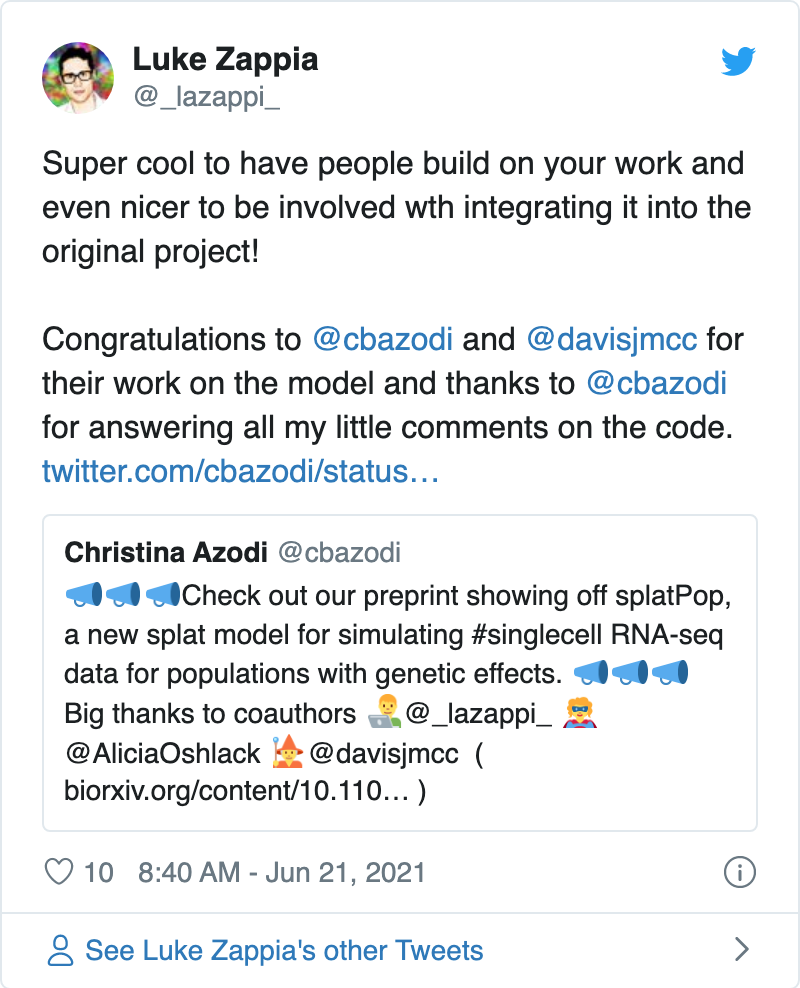 Luke Zappia
@_lazappi_
Super cool to have people build on your work and
even nicer to be involved wth integrating it into the
original project!
Congratulations to @cbazodi and @davisjmcc for
their work on the model and thanks to @cbazodi
for answering all my little comments on the code.
twitter.com/cbazodi/status…
Christina Azodi @cbazodi
📣📣📣Check out our preprint showing off splatPop,
a new splat model for simulating #singlecell RNA-seq
data for populations with genetic effects. 📣📣📣
Big thanks to coauthors 👨‍💻@_lazappi_ 🦸
@AliciaOshlack 🧙@davisjmcc (
biorxiv.org/content/10.110… )
10 8:40 AM - Jun 21, 2021
See Luke Zappia's other Tweets